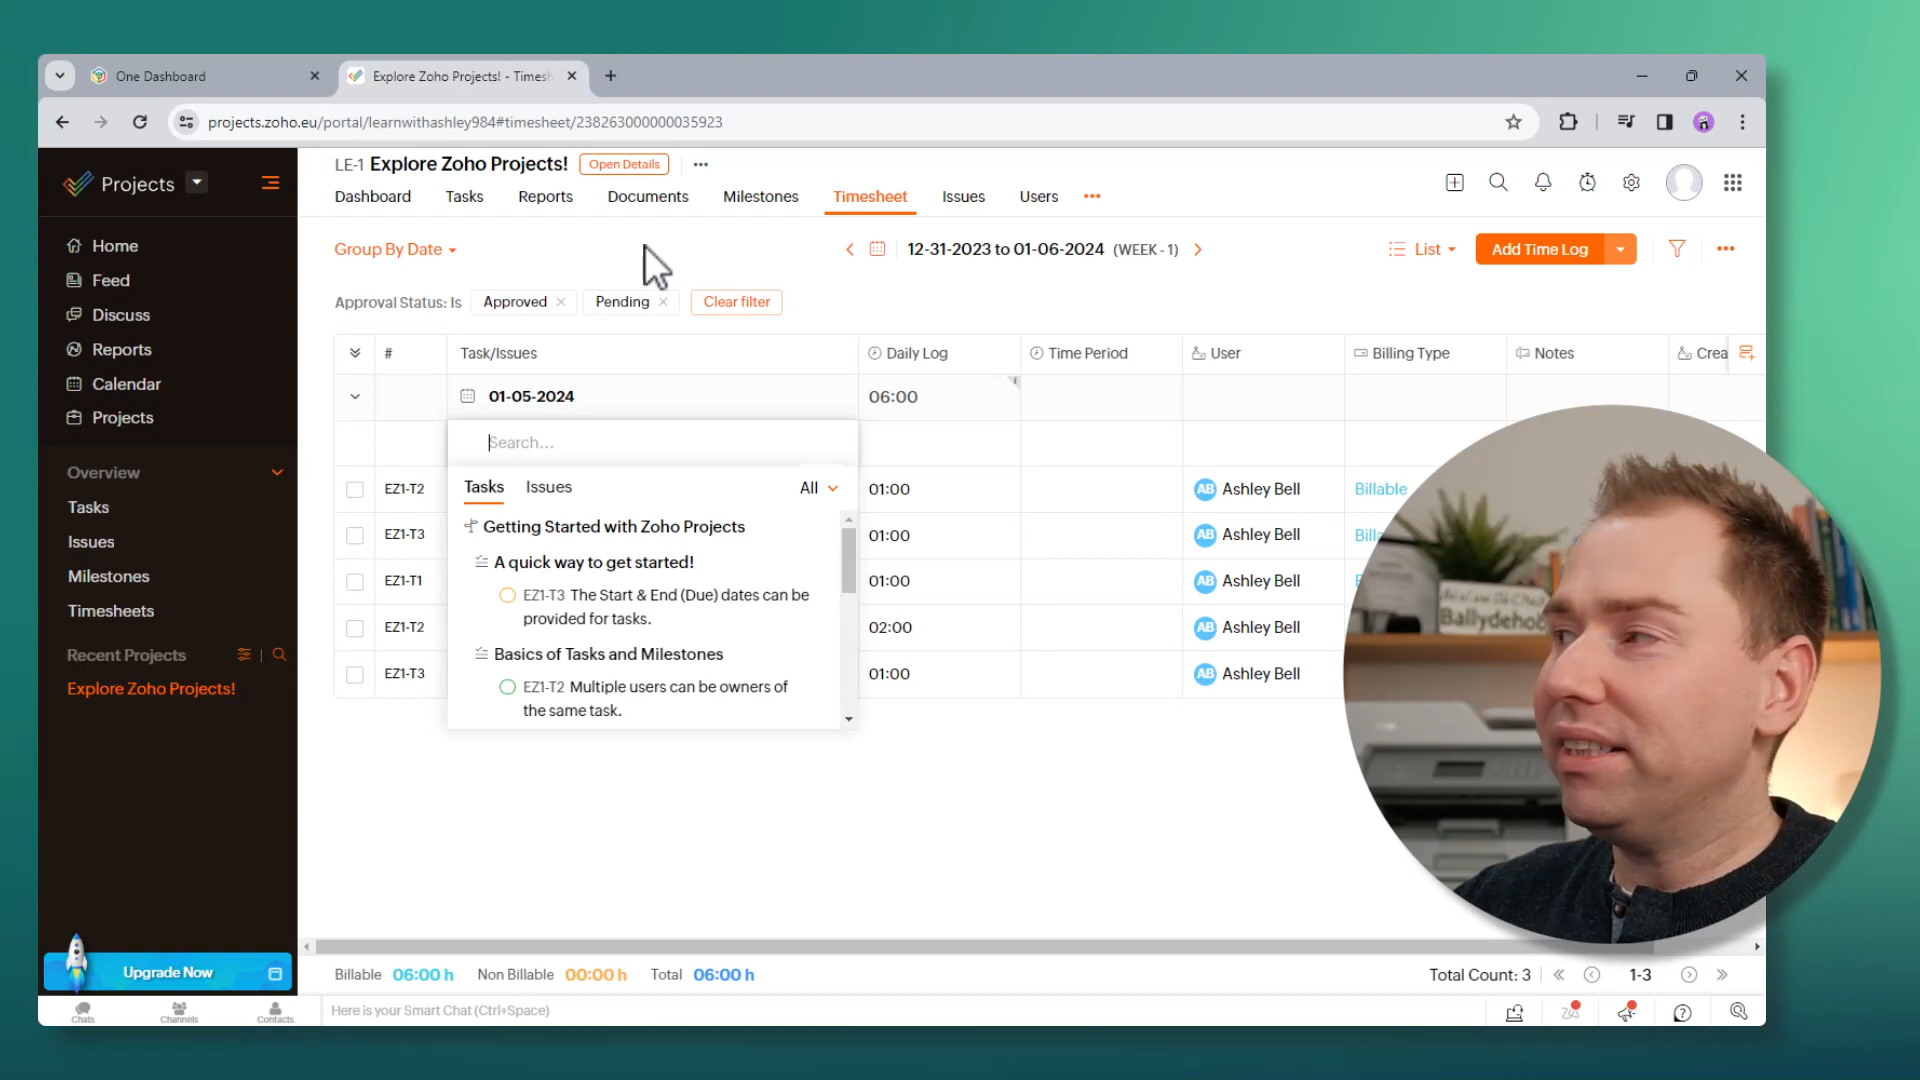 One Dashboard
Explore Zoho Projects! - Timesh
projects.zoho.eu/portal/learnwithashley984#timesheet/238263000000035923
Projects
LE-1 Explore Zoho Projects! Open Details
Dashboard Tasks Reports Documents Milestones Timesheet Issues Users
Home
Feed
Discuss
Reports
Calendar
Projects
Overview
Tasks
Issues
Milestones
Timesheets
Recent Projects
Explore Zoho Projects!
Upgrade Now
Chats Channels Contacts
Group By Date
12-31-2023 to 01-06-2024 (WEEK - 1)
List
Add Time Log
Approval Status: Is Approved Pending Clear filter
# Task/Issues Daily Log Time Period User Billing Type Notes Crea
01-05-2024 06:00
Search...
Tasks Issues All
Getting Started with Zoho Projects
A quick way to get started!
EZ1-T3 The Start & End (Due) dates can be
provided for tasks.
Basics of Tasks and Milestones
EZ1-T2 Multiple users can be owners of
the same task.
EZ1-T2 01:00 AB Ashley Bell Billable
EZ1-T3 01:00 AB Ashley Bell Billa
EZ1-T1 01:00 AB Ashley Bell
EZ1-T2 02:00 AB Ashley Bell
EZ1-T3 01:00 AB Ashley Bell
Ballydehob
Billable 06:00 h Non Billable 00:00 h Total 06:00 h
Total Count: 3 1-3
Here is your Smart Chat (Ctrl+Space)